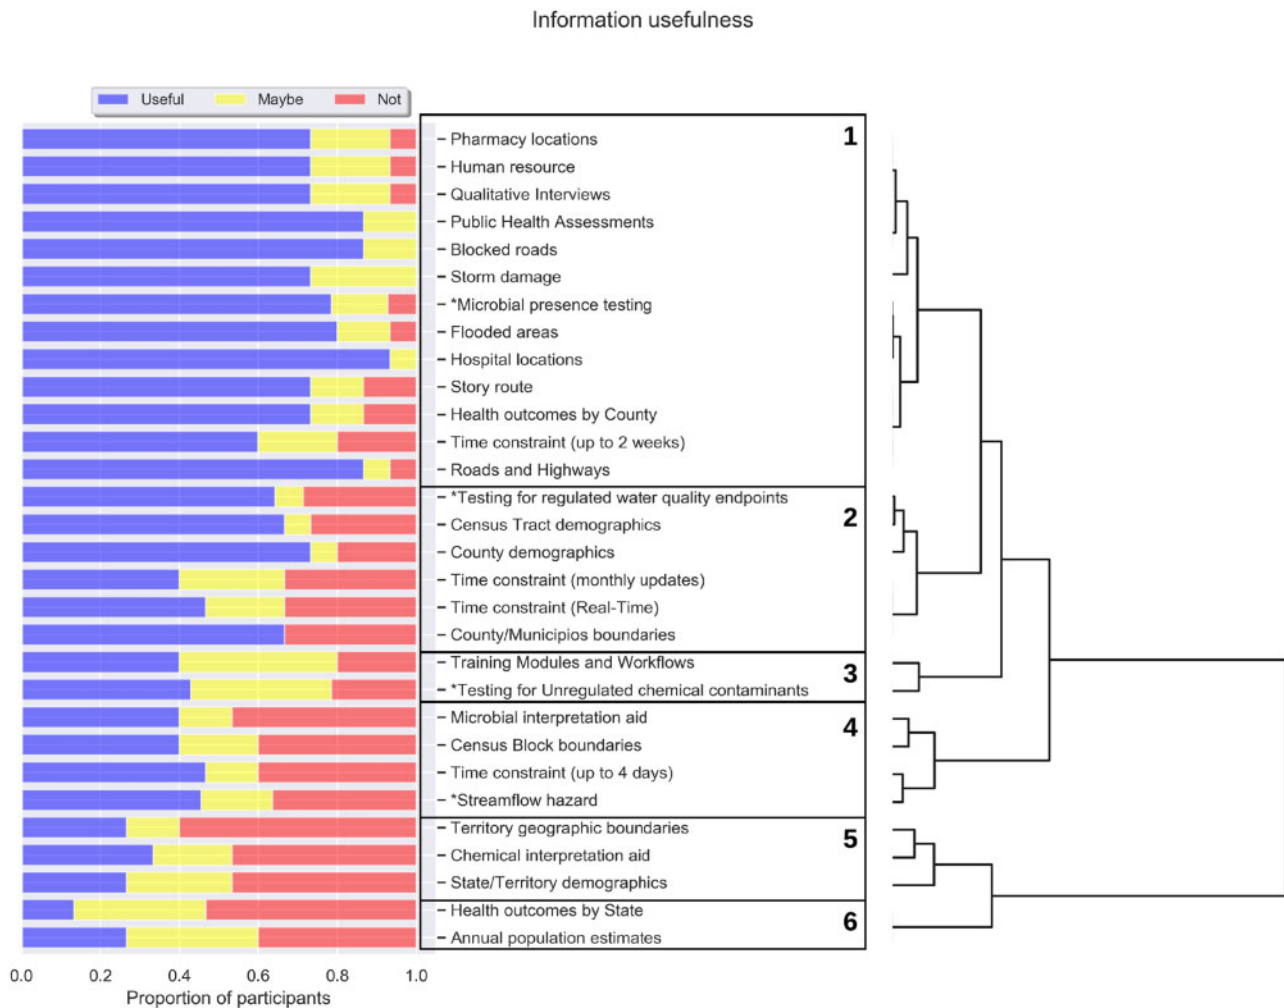 Information usefulness
Useful Maybe Not
Pharmacy locations
1
Human resource
Qualitative Interviews
Public Health Assessments
Blocked roads
Storm damage
*Microbial presence testing
Flooded areas
Hospital locations
Story route
Health outcomes by County
Time constraint (up to 2 weeks)
Roads and Highways
*Testing for regulated water quality endpoints
2
Census Tract demographics
County demographics
Time constraint (monthly updates)
Time constraint (Real-Time)
County/Municipios boundaries
Training Modules and Workflows
3
*Testing for Unregulated chemical contaminants
Microbial interpretation aid
4
Census Block boundaries
Time constraint (up to 4 days)
*Streamflow hazard
Territory geographic boundaries
5
Chemical interpretation aid
State/Territory demographics
Health outcomes by State
6
Annual population estimates
0.0 0.2 0.4 0.6 0.8 1.0
Proportion of participants